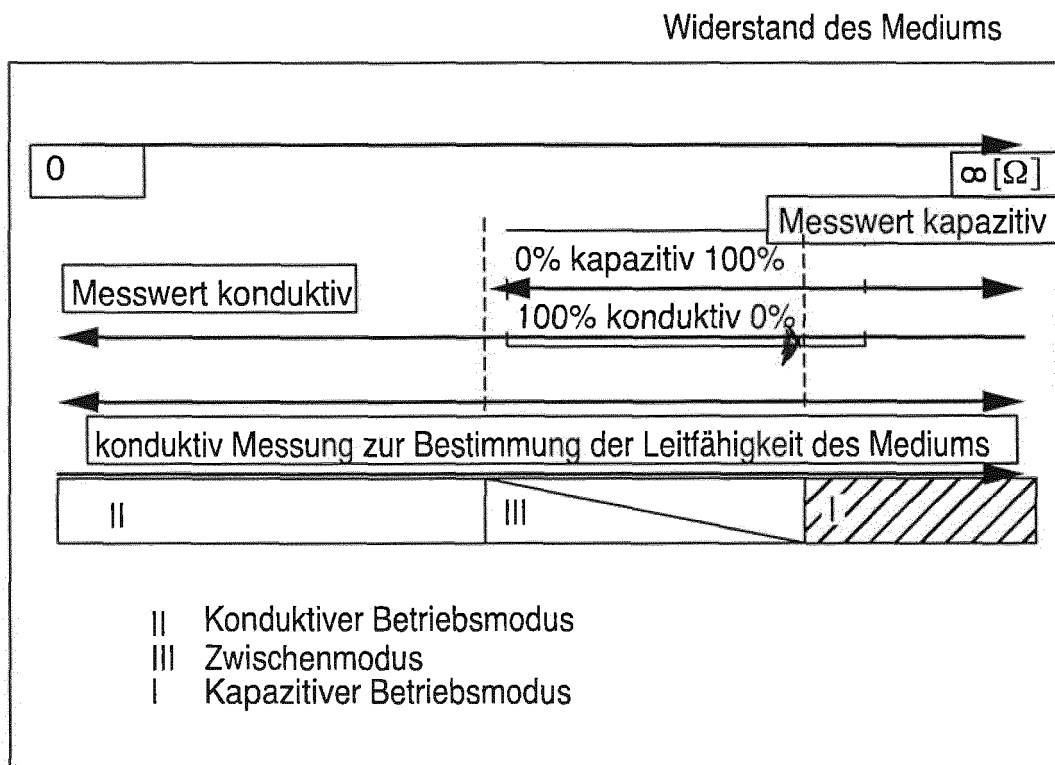 Widerstand des Mediums
0
∞ [Ω]
Messwert kapazitiv
0% kapazitiv 100%
Messwert konduktiv
100% konduktiv 0%
konduktiv Messung zur Bestimmung der Leitfähigkeit des Mediums
II
III
I
II Konduktiver Betriebsmodus
III Zwischenmodus
I Kapazitiver Betriebsmodus